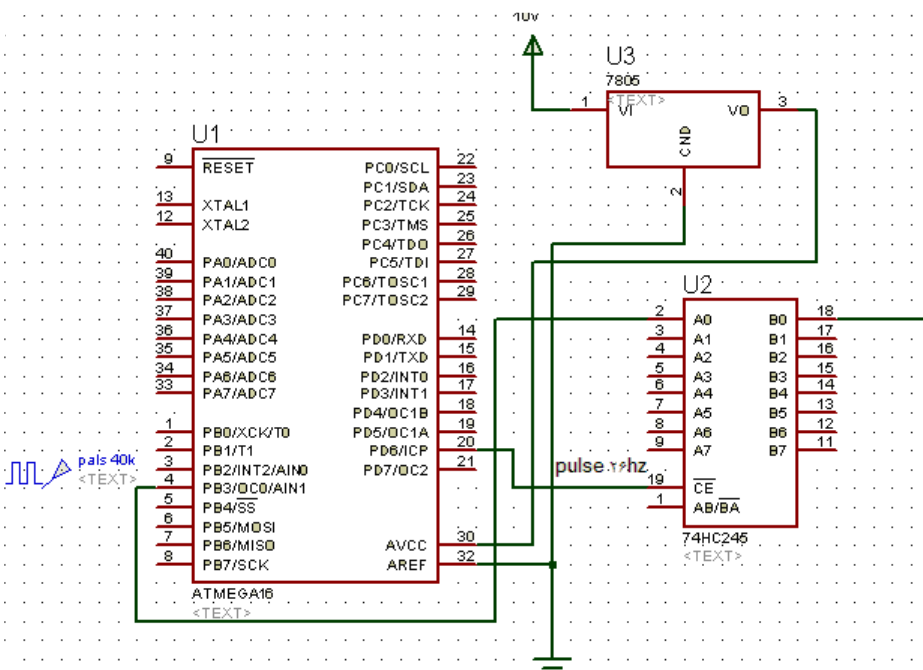 10v
U3
7805
<TEXT>
1
VI
VO
3
GND
2
U1
9
RESET
13
XTAL1
12
XTAL2
40
PA0/ADC0
39
PA1/ADC1
38
PA2/ADC2
37
PA3/ADC3
36
PA4/ADC4
35
PA5/ADC5
34
PA6/ADC6
33
PA7/ADC7
1
PB0/XCK/T0
2
PB1/T1
3
PB2/INT2/AIN0
4
PB3/OC0/AIN1
5
PB4/SS
6
PB5/MOSI
7
PB6/MISO
8
PB7/SCK
PC0/SCL
22
PC1/SDA
23
PC2/TCK
24
PC3/TMS
25
PC4/TDO
26
PC5/TDI
27
PC6/TOSC1
28
PC7/TOSC2
29
PD0/RXD
14
PD1/TXD
15
PD2/INT0
16
PD3/INT1
17
PD4/OC1B
18
PD5/OC1A
19
PD6/ICP
20
PD7/OC2
21
AVCC
30
AREF
32
ATMEGA16
<TEXT>
pals 40k
<TEXT>
pulse.۲۶hz
U2
2
A0
3
A1
4
A2
5
A3
6
A4
7
A5
8
A6
9
A7
19
CE
1
AB/BA
B0
18
B1
17
B2
16
B3
15
B4
14
B5
13
B6
12
B7
11
74HC245
<TEXT>